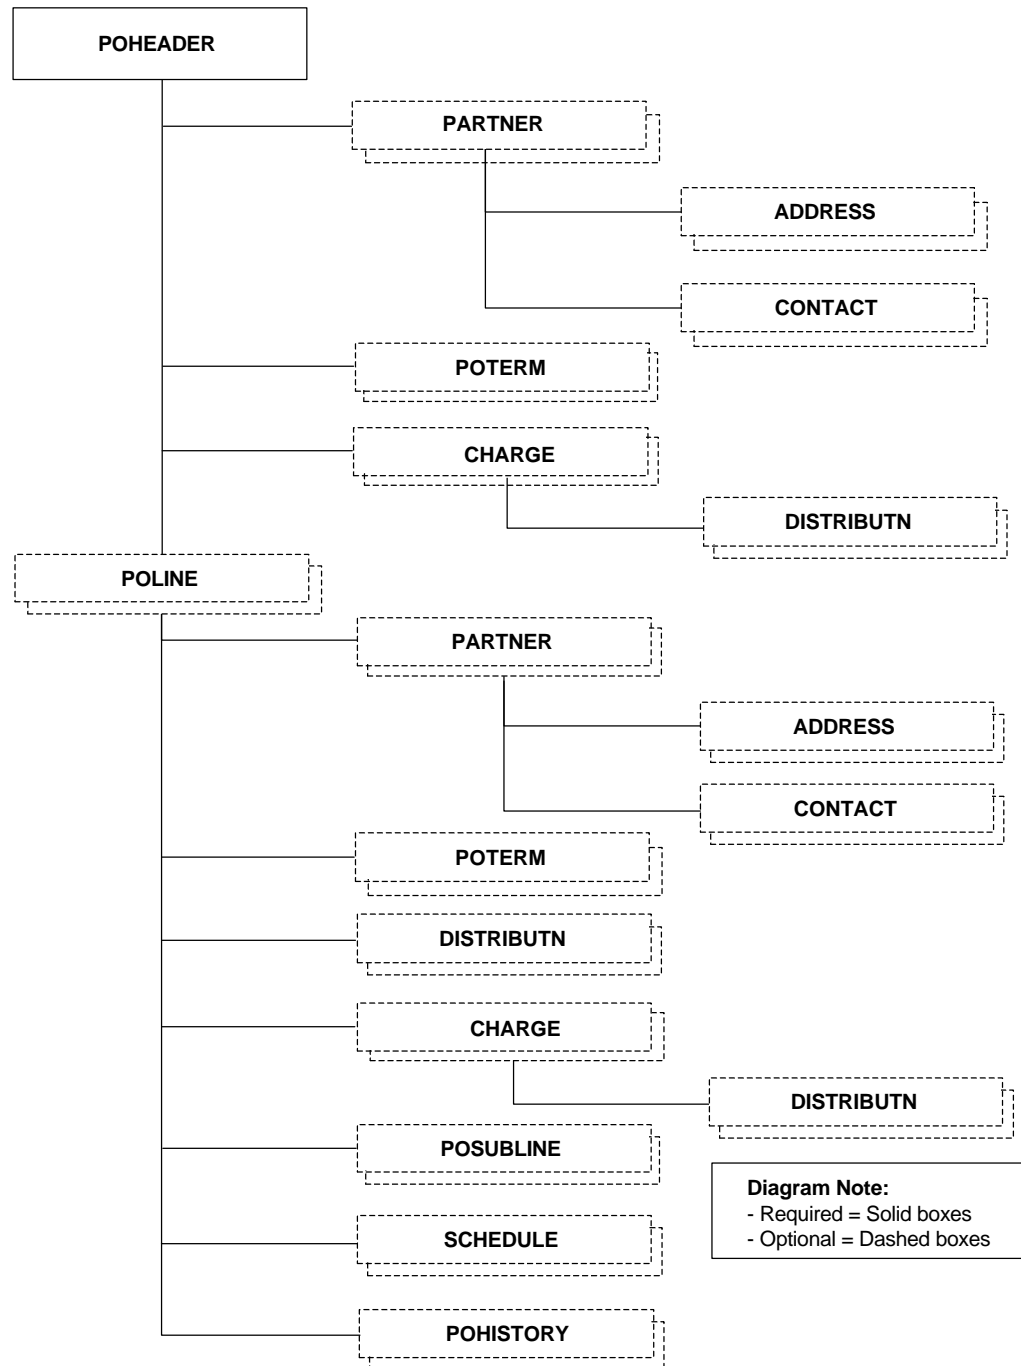 POHEADER
PARTNER
ADDRESS
CONTACT
POTERM
CHARGE
DISTRIBUTN
POLINE
PARTNER
ADDRESS
CONTACT
POTERM
DISTRIBUTN
CHARGE
DISTRIBUTN
POSUBLINE
Diagram Note:
- Required = Solid boxes
- Optional = Dashed boxes
SCHEDULE
POHISTORY